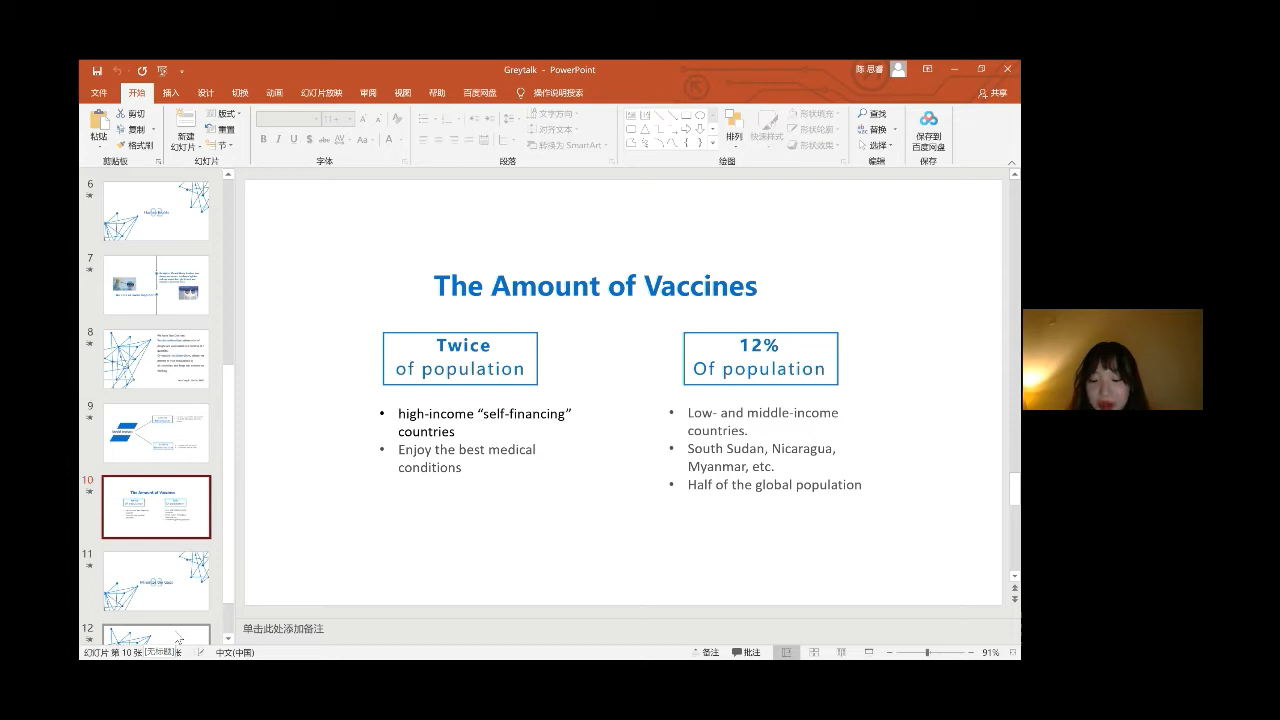 Greytalk - PowerPoint
陈 思睿
文件 开始 插入 设计 切换 动画 幻灯片放映 审阅 视图 帮助 百度网盘 操作说明搜索 共享
粘贴
剪切
复制
格式刷
剪贴板
新建
幻灯片
版式
重置
节
幻灯片
字体
文字方向
对齐文本
转换为 SmartArt
段落
排列
快速样式
形状填充
形状轮廓
形状效果
绘图
查找
替换
选择
编辑
保存到
百度网盘
保存
6
7
8
9
10
The Amount of Vaccines
11
12
The Amount of Vaccines
Twice
of population
• high-income “self-financing”
countries
• Enjoy the best medical
conditions
12%
Of population
• Low- and middle-income
countries.
• South Sudan, Nicaragua,
Myanmar, etc.
• Half of the global population
单击此处添加备注
幻灯片 第 10 张
无标题
中文(中国)
备注 批注 91%